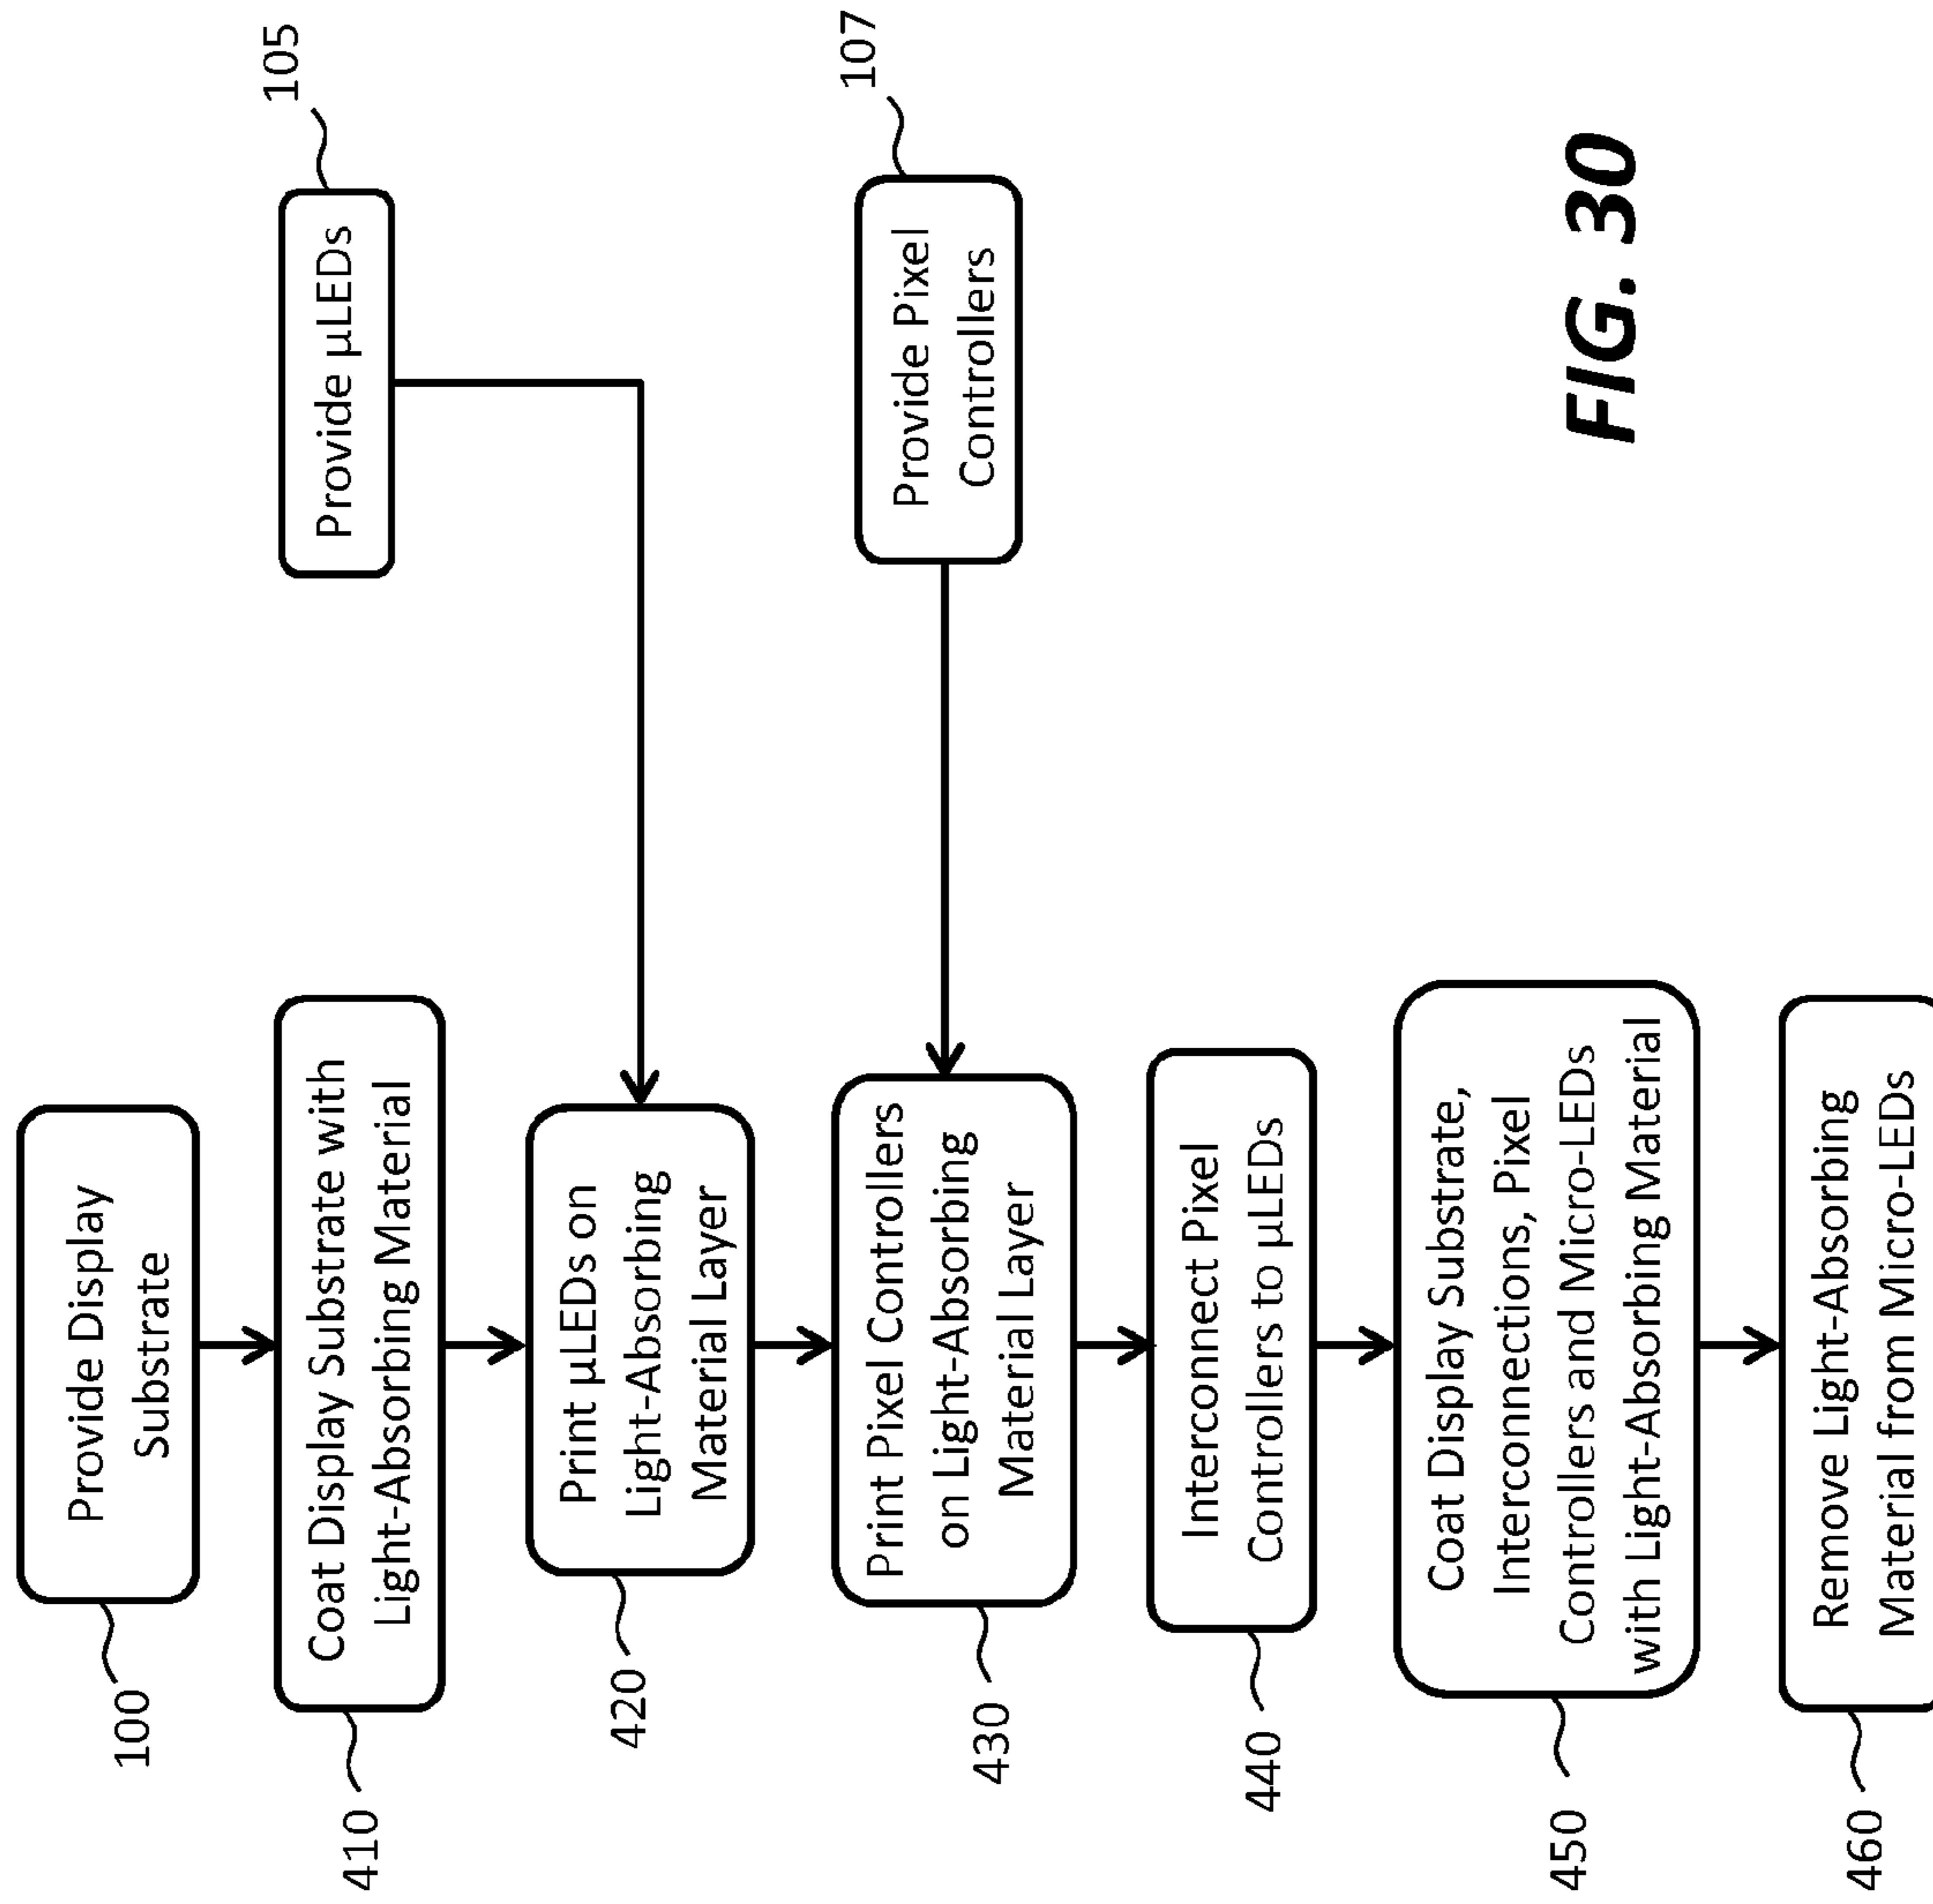 100
Provide Display
Substrate
410
Coat Display Substrate with
Light-Absorbing Material
105
Provide µLEDs
420
Print µLEDs on
Light-Absorbing
Material Layer
107
Provide Pixel
Controllers
430
Print Pixel Controllers
on Light-Absorbing
Material Layer
440
Interconnect Pixel
Controllers to µLEDs
450
Coat Display Substrate,
Interconnections, Pixel
Controllers and Micro-LEDs
with Light-Absorbing Material
460
Remove Light-Absorbing
Material from Micro-LEDs
FIG. 30